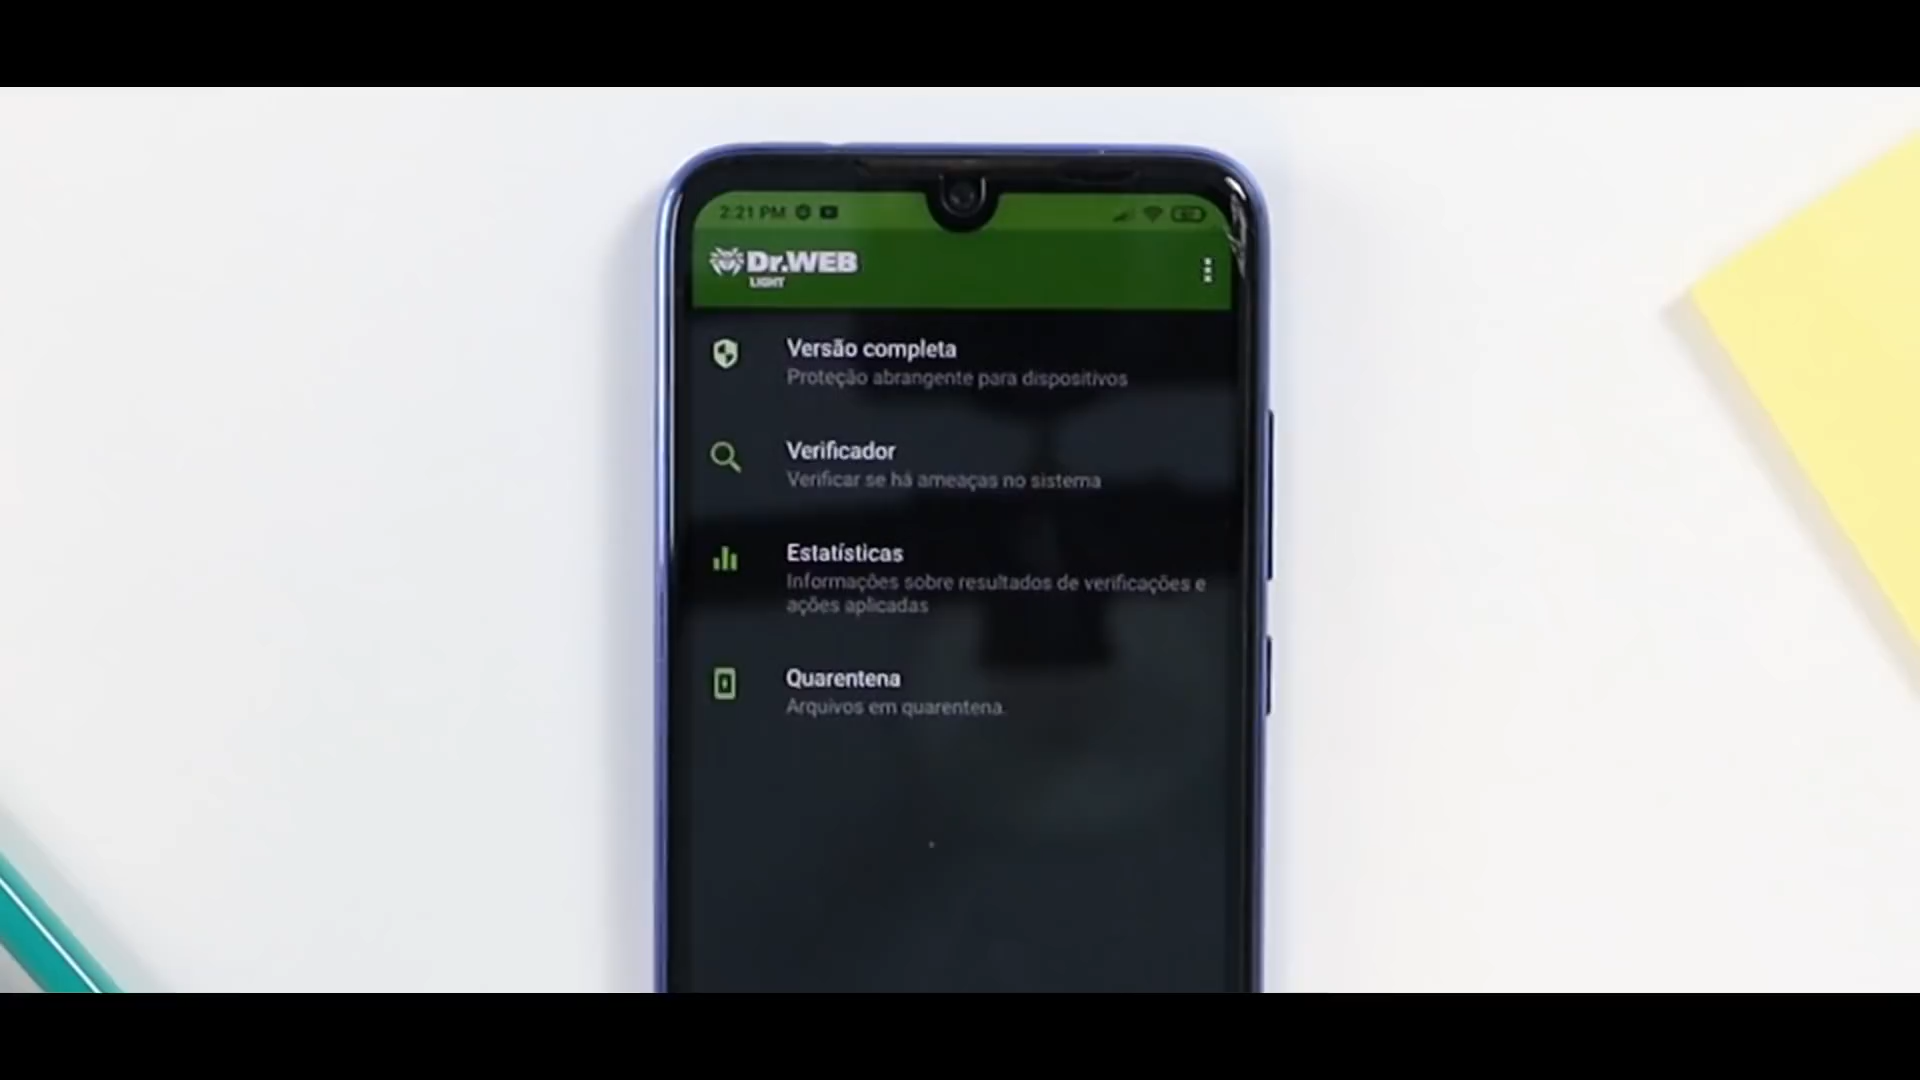 2:21 PM
Dr.WEB
LIGHT
Versão completa
Proteção abrangente para dispositivos
Verificador
Verificar se há ameaças no sistema
Estatísticas
Informações sobre resultados de verificações e
ações aplicadas
Quarentena
Arquivos em quarentena.